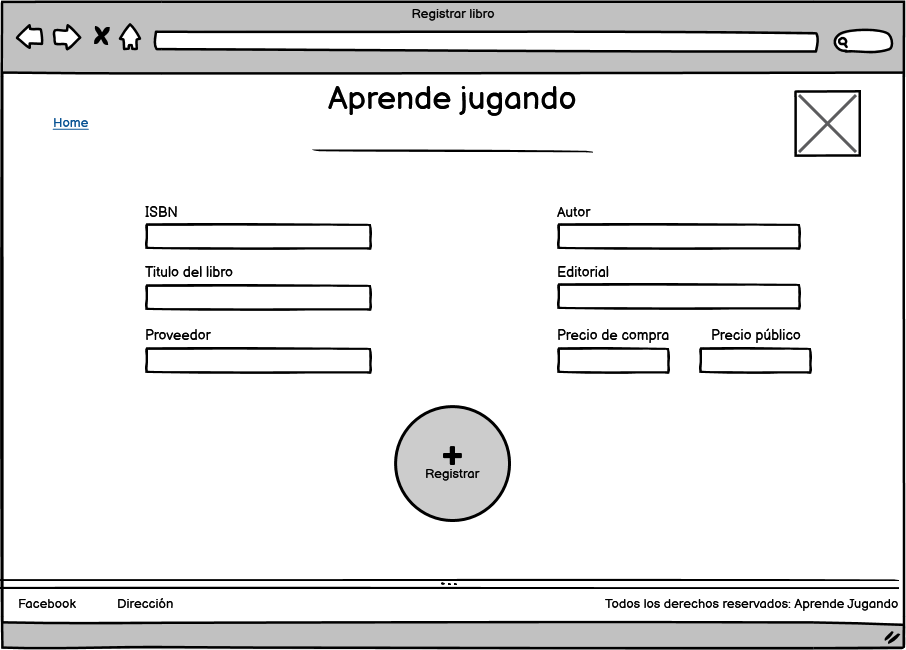 Registrar libro
Aprende jugando
Home
ISBN
Autor
Titulo del libro
Editorial
Proveedor
Precio de compra
Precio público
Registrar
Facebook
Dirección
Todos los derechos reservados: Aprende Jugando